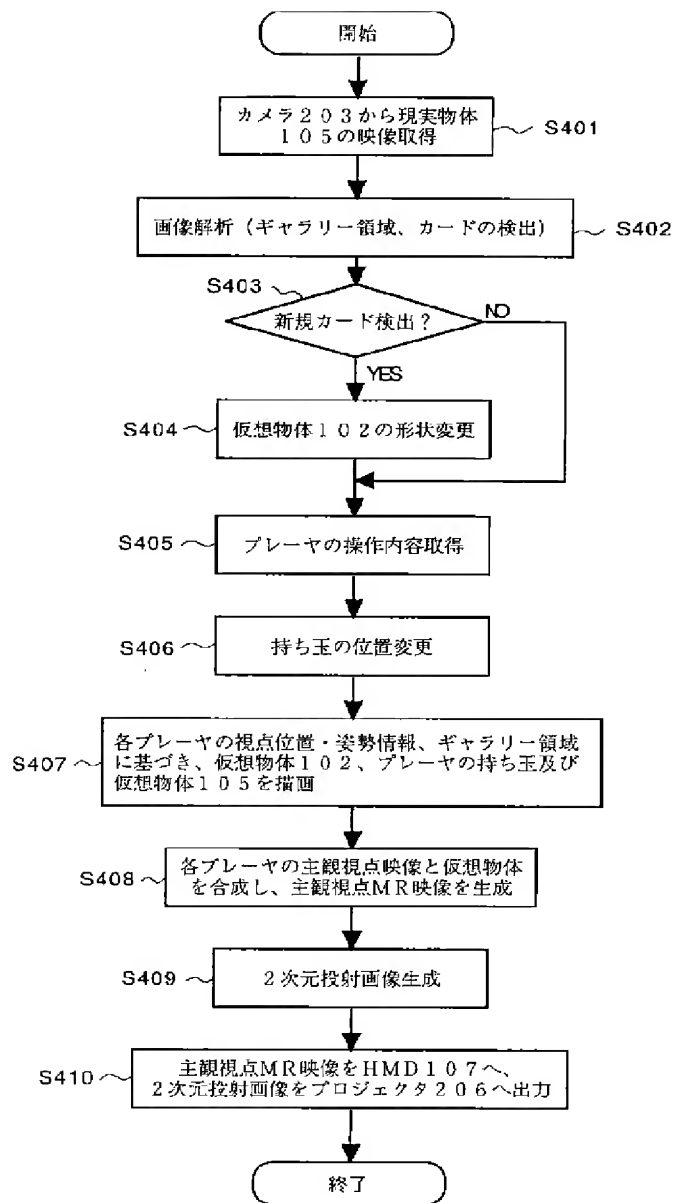 開始
カメラ203から現実物体
105の映像取得
S401
画像解析（ギャラリー領域、カードの検出）
S402
S403
新規カード検出？
NO
YES
S404
仮想物体102の形状変更
S405
プレーヤの操作内容取得
S406
持ち玉の位置変更
S407
各プレーヤの視点位置・姿勢情報、ギャラリー領域
に基づき、仮想物体102、プレーヤの持ち玉及び
仮想物体105を描画
S408
各プレーヤの主観視点映像と仮想物体
を合成し、主観視点MR映像を生成
S409
2次元投射画像生成
S410
主観視点MR映像をHMD107へ、
2次元投射画像をプロジェクタ206へ出力
終了